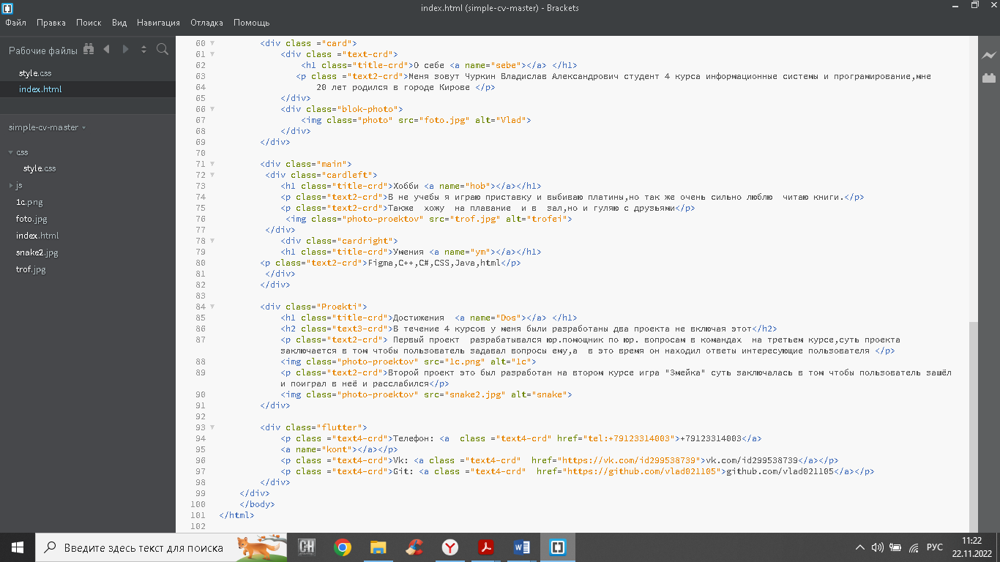 index.html (simple-cv-master) - Brackets
Файл Правка Поиск Вид Навигация Отладка Помощь
Рабочие файлы
style.css
index.html
simple-cv-master
css
style.css
js
1c.png
foto.jpg
index.html
snake2.jpg
trof.jpg
60 <div class ="card">
61 <div class ="text-crd">
62 <h1 class="title-crd">О себе <a name="sebe"></a> </h1>
63 <p class ="text2-crd">Меня зовут Чуркин Владислав Александрович студент 4 курса информационные системы и програмирование,мне
64 20 лет родился в городе Кирове </p>
65 </div>
66 <div class="blok-photo">
67 <img class="photo" src="foto.jpg" alt="Vlad">
68 </div>
69 </div>
70
71 <div class="main">
72 <div class="cardleft">
73 <h1 class="title-crd">Хобби <a name="hob"></a></h1>
74 <p class="text2-crd">В не учебы я играю приставку и выбиваю платины,но так же очень сильно люблю  читаю книги.</p>
75 <p class="text2-crd">Также  хожу  на плавание  и в  зал,но и гуляю с друзьями</p>
76 <img class="photo-proektov" src="trof.jpg" alt="trofei">
77 </div>
78 <div class="cardright">
79 <h1 class="title-crd">Умения <a name="ym"></a></h1>
80 <p class="text2-crd">Figma,C++,C#,CSS,Java,html</p>
81 </div>
82 </div>
83
84 <div class="Proekti">
85 <h1 class="title-crd">Достижения  <a name="Dos"></a> </h1>
86 <h2 class="text3-crd">В течение 4 курсов у меня были разработаны два проекта не включая этот</h2>
87 <p class="text2-crd"> Первый проект  разрабатывался юр.помощник по юр. вопросам в командах  на третьем курсе,суть проекта
заключается в том чтобы пользователь задавал вопросы ему,а  в это время он находил ответы интересующие пользователя </p>
88 <img class="photo-proektov" src="1c.png" alt="1c">
89 <p class="text2-crd">Второй проект это был разработан на втором курсе игра "Змейка" суть заключалась в том чтобы пользователь зашёл
и поиграл в неё и расслабился</p>
90 <img class="photo-proektov" src="snake2.jpg" alt="snake">
91 </div>
92
93 <div class="flutter">
94 <p class ="text4-crd">Телефон: <a  class ="text4-crd" href="tel:+79123314003">+79123314003</a>
95 <a name="kont"></a></p>
96 <p class ="text4-crd">Vk: <a class ="text4-crd"  href="https://vk.com/id299538739">vk.com/id299538739</a></p>
97 <p class ="text4-crd">Git: <a class ="text4-crd"  href="https://github.com/vlad021105">github.com/vlad021105</a></p>
98 </div>
99 </div>
100 </body>
101 </html>
102
Введите здесь текст для поиска
РУС
11:22
22.11.2022